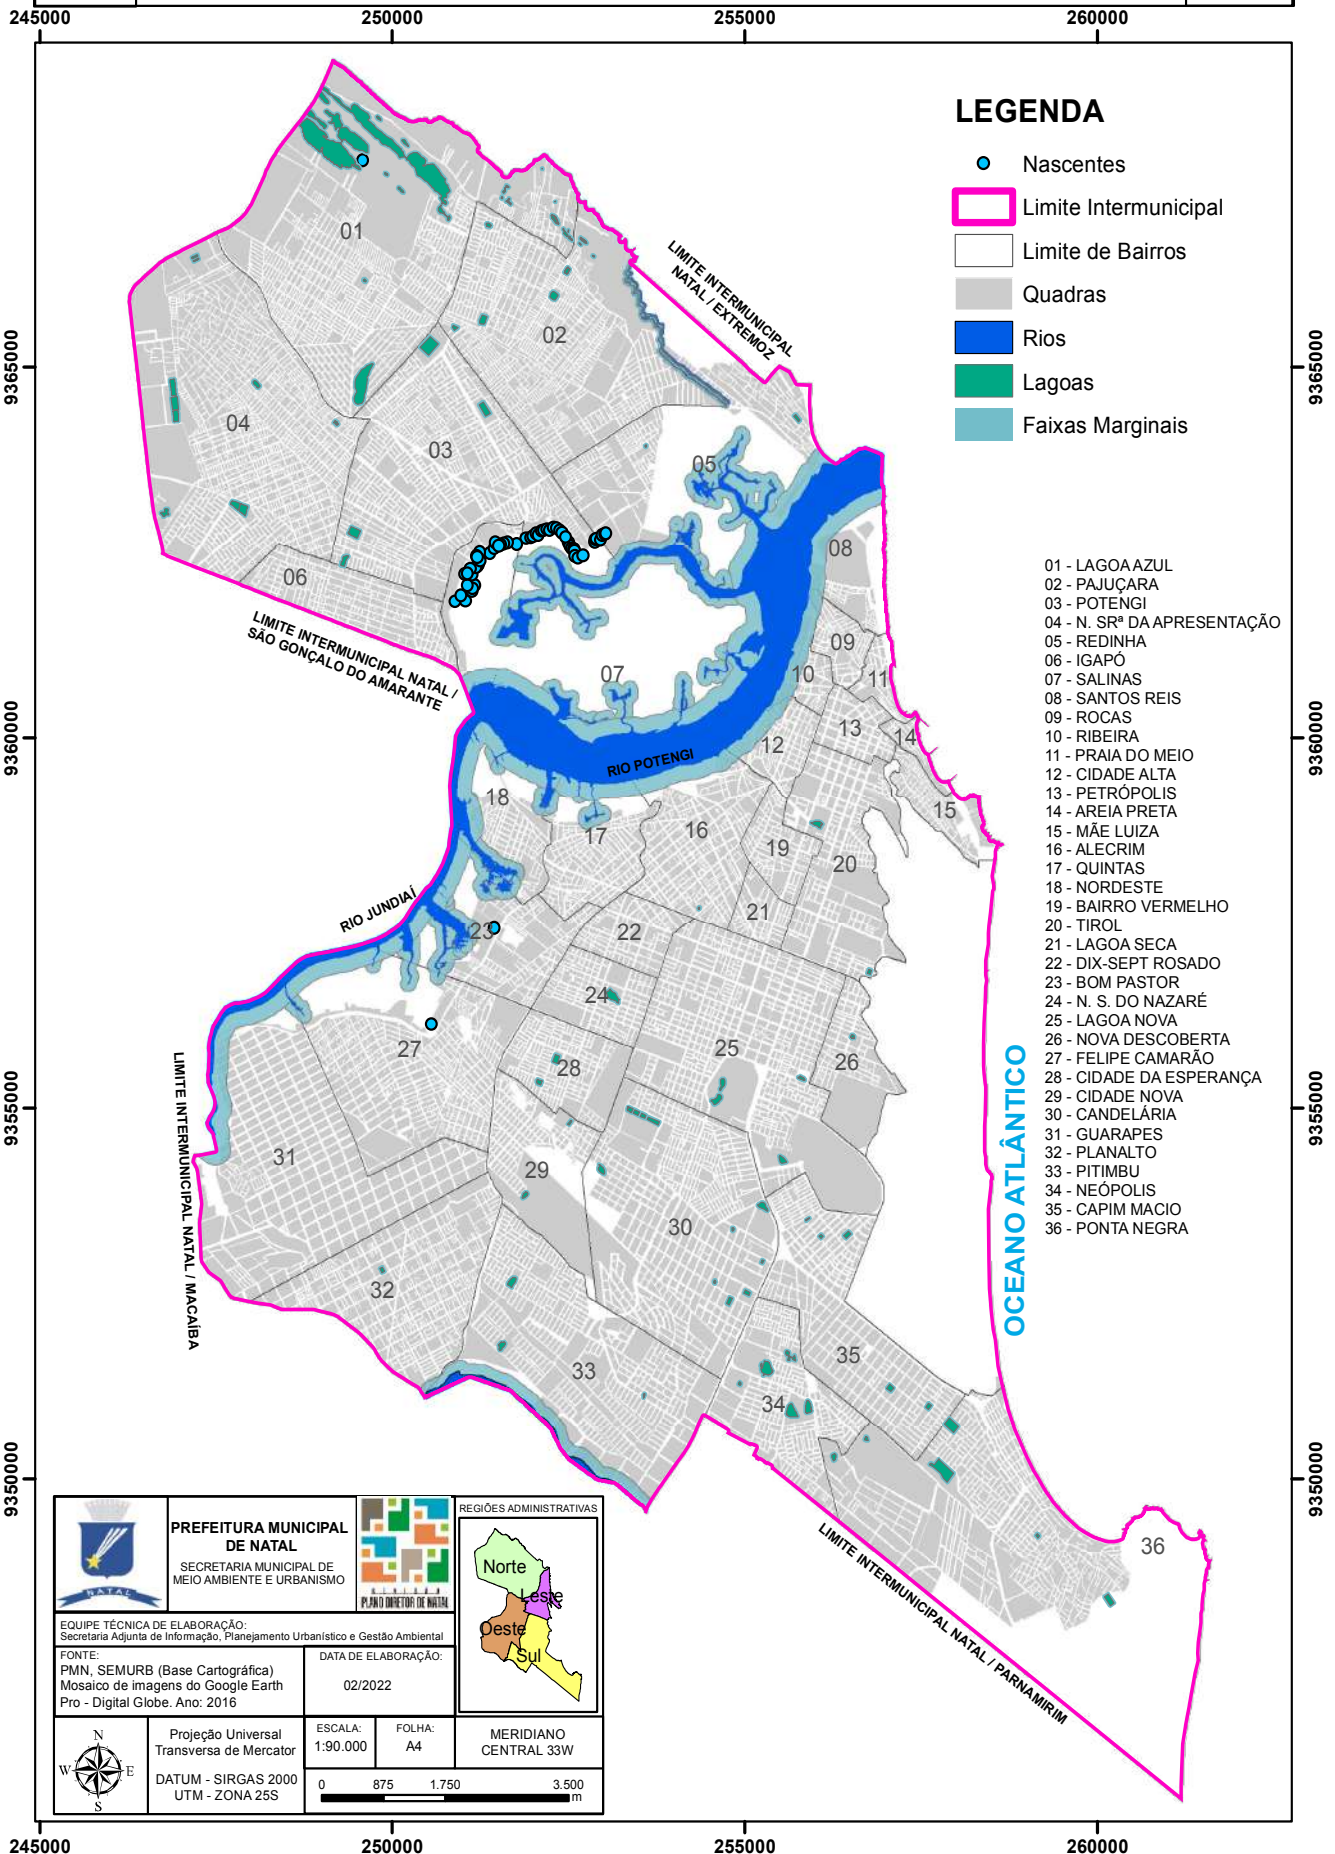 245000
250000
255000
260000
LEGENDA
Nascentes
Limite Intermunicipal
Limite de Bairros
Quadras
Rios
Lagoas
Faixas Marginais
LIMITE INTERMUNICIPAL
NATAL / EXTREMOZ
01
02
03
04
05
06
07
08
09
10
11
12
13
14
15
16
17
18
19
20
21
22
23
24
25
26
27
28
29
30
31
32
33
34
35
36
9365000
9360000
9355000
9350000
9365000
9360000
9355000
9350000
LIMITE INTERMUNICIPAL NATAL /
SÃO GONÇALO DO AMARANTE
RIO POTENGI
RIO JUNDIAÍ
LIMITE INTERMUNICIPAL NATAL / MACAÍBA
LIMITE INTERMUNICIPAL NATAL / PARNAMIRIM
OCEANO ATLÂNTICO
01 - LAGOA AZUL
02 - PAJUÇARA
03 - POTENGI
04 - N. SRª DA APRESENTAÇÃO
05 - REDINHA
06 - IGAPÓ
07 - SALINAS
08 - SANTOS REIS
09 - ROCAS
10 - RIBEIRA
11 - PRAIA DO MEIO
12 - CIDADE ALTA
13 - PETRÓPOLIS
14 - AREIA PRETA
15 - MÃE LUIZA
16 - ALECRIM
17 - QUINTAS
18 - NORDESTE
19 - BAIRRO VERMELHO
20 - TIROL
21 - LAGOA SECA
22 - DIX-SEPT ROSADO
23 - BOM PASTOR
24 - N. S. DO NAZARÉ
25 - LAGOA NOVA
26 - NOVA DESCOBERTA
27 - FELIPE CAMARÃO
28 - CIDADE DA ESPERANÇA
29 - CIDADE NOVA
30 - CANDELÁRIA
31 - GUARAPES
32 - PLANALTO
33 - PITIMBU
34 - NEÓPOLIS
35 - CAPIM MACIO
36 - PONTA NEGRA
NATAL
PREFEITURA MUNICIPAL
DE NATAL
SECRETARIA MUNICIPAL DE
MEIO AMBIENTE E URBANISMO
PLANO DIRETOR DE NATAL
REGIÕES ADMINISTRATIVAS
Norte
Leste
Oeste
Sul
EQUIPE TÉCNICA DE ELABORAÇÃO:
Secretaria Adjunta de Informação, Planejamento Urbanístico e Gestão Ambiental
FONTE:
PMN, SEMURB (Base Cartográfica)
Mosaico de imagens do Google Earth
Pro - Digital Globe. Ano: 2016
DATA DE ELABORAÇÃO:
02/2022
N
W
E
S
Projeção Universal
Transversa de Mercator
DATUM - SIRGAS 2000
UTM - ZONA 25S
ESCALA:
1:90.000
FOLHA:
A4
MERIDIANO
CENTRAL 33W
0 875 1.750 3.500
m
245000
250000
255000
260000